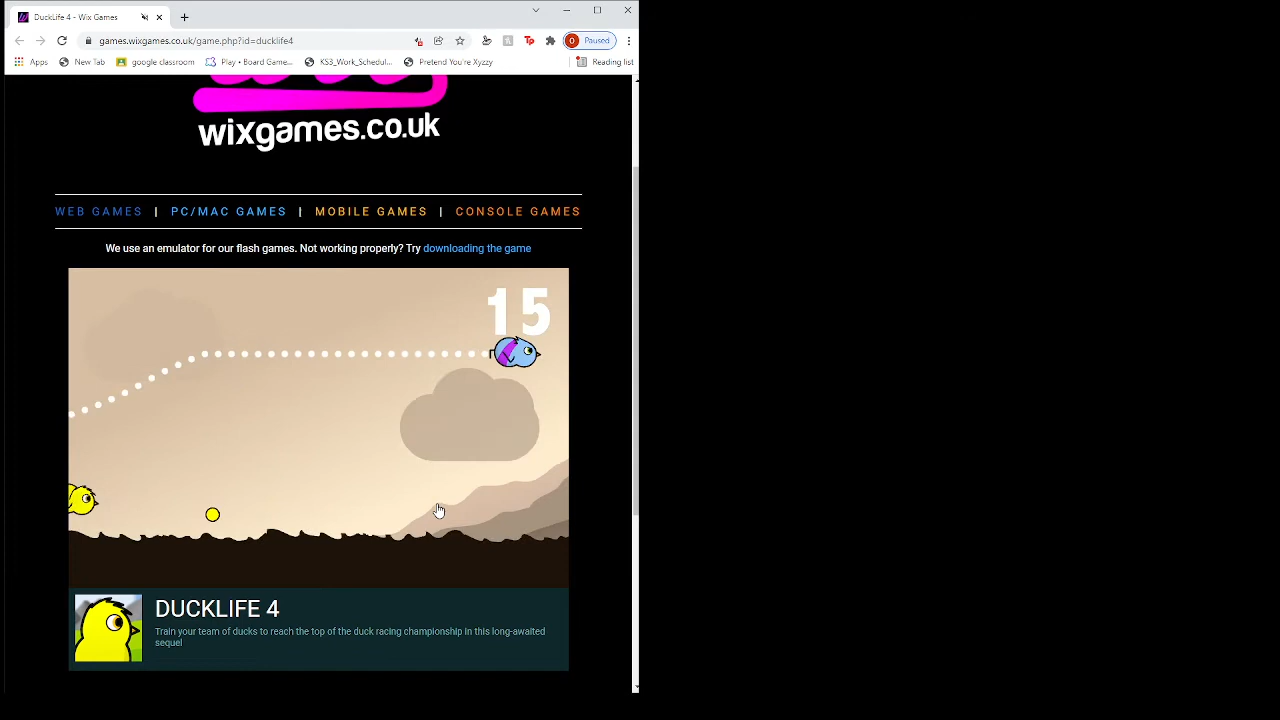 DuckLife 4 - Wix Games
games.wixgames.co.uk/game.php?id=ducklife4
Paused
Apps
New Tab
google classroom
Play • Board Game...
KS3_Work_Schedul...
Pretend You're Xyzzy
Reading list
wixgames.co.uk
WEB GAMES | PC/MAC GAMES | MOBILE GAMES | CONSOLE GAMES
We use an emulator for our flash games. Not working properly? Try downloading the game
15
DUCKLIFE 4
Train your team of ducks to reach the top of the duck racing championship in this long-awaited
sequel